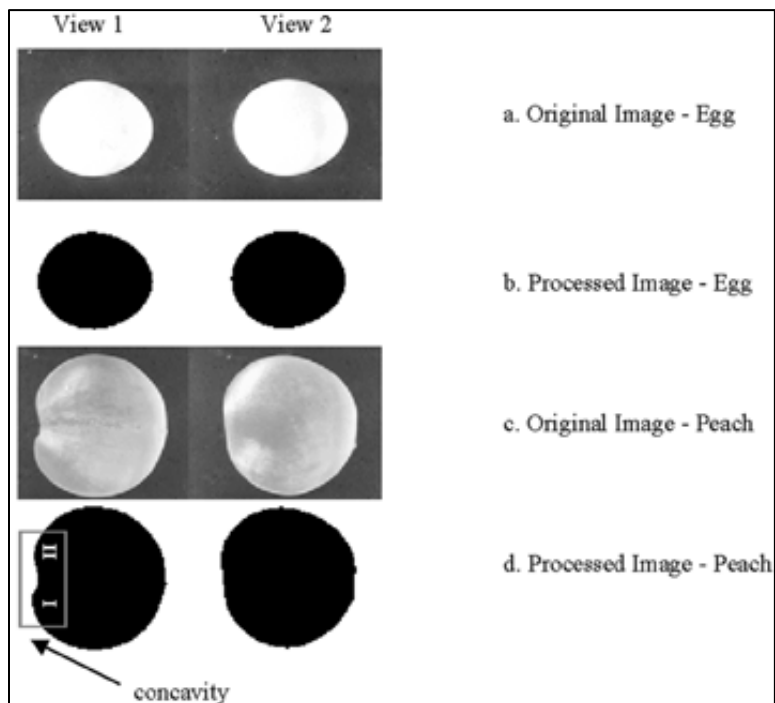 View 1
View 2
a. Original Image - Egg
b. Processed Image - Egg
c. Original Image - Peach
II
I
d. Processed Image - Peach
concavity